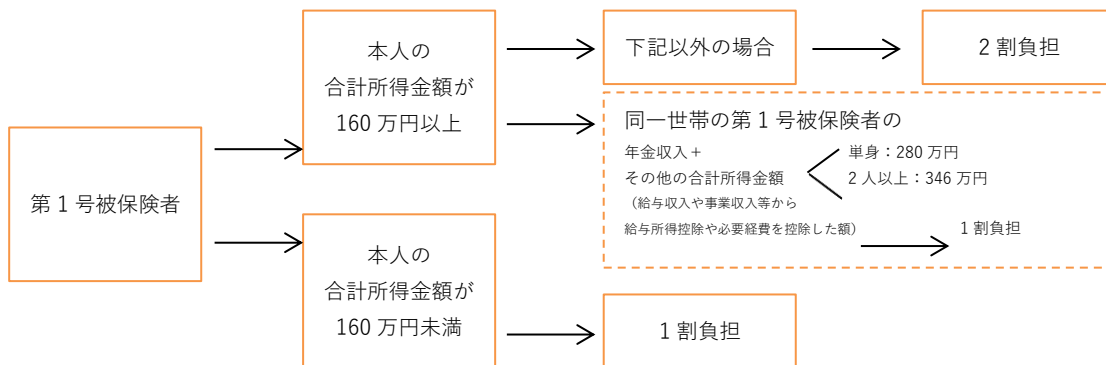 第1号被保険者
本人の
合計所得金額が
160万円以上
下記以外の場合
2割負担
同一世帯の第1号被保険者の
年金収入＋
その他の合計所得金額
（給与収入や事業収入等から
給与所得控除や必要経費を控除した額）
単身：280万円
2人以上：346万円
1割負担
本人の
合計所得金額が
160万円未満
1割負担